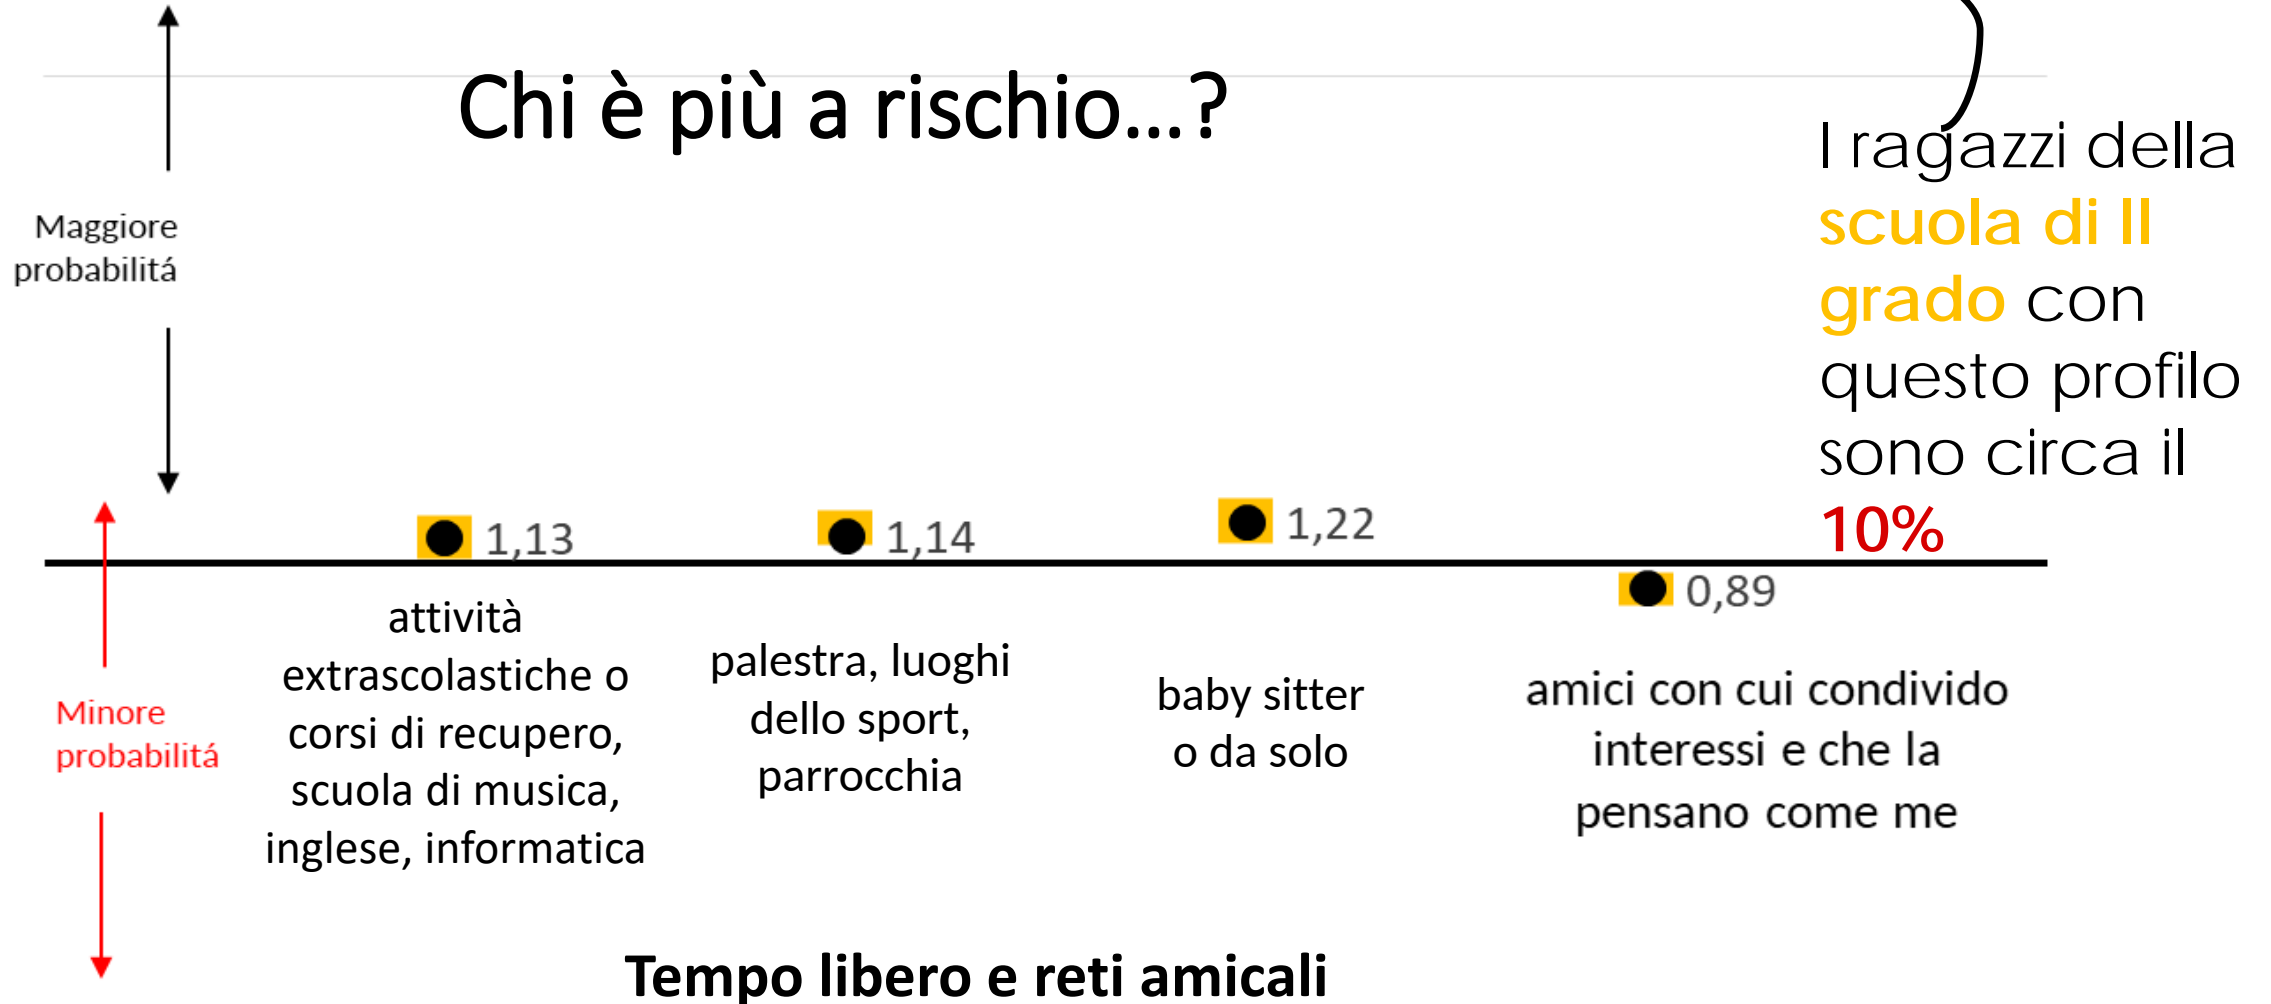 Chi è più a rischio...?
Maggiore
probabilitá
I ragazzi della
scuola di II
grado con
questo profilo
sono circa il
10%
1,13
1,14
1,22
0,89
Minore
probabilitá
attività
extrascolastiche o
corsi di recupero,
scuola di musica,
inglese, informatica
palestra, luoghi
dello sport,
parrocchia
baby sitter
o da solo
amici con cui condivido
interessi e che la
pensano come me
Tempo libero e reti amicali